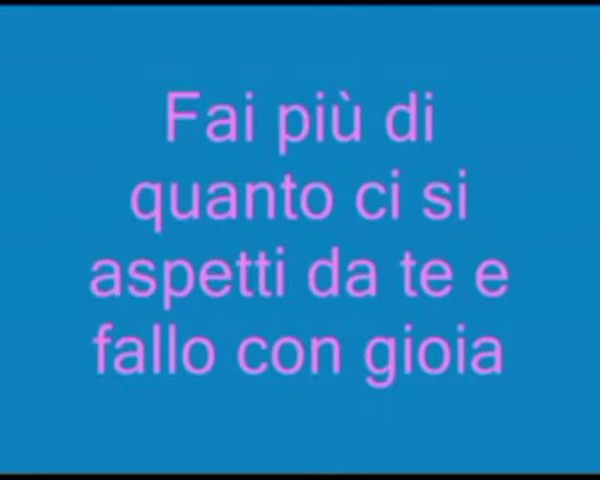 Fai più di
quanto ci si
aspetti da te e
fallo con gioia